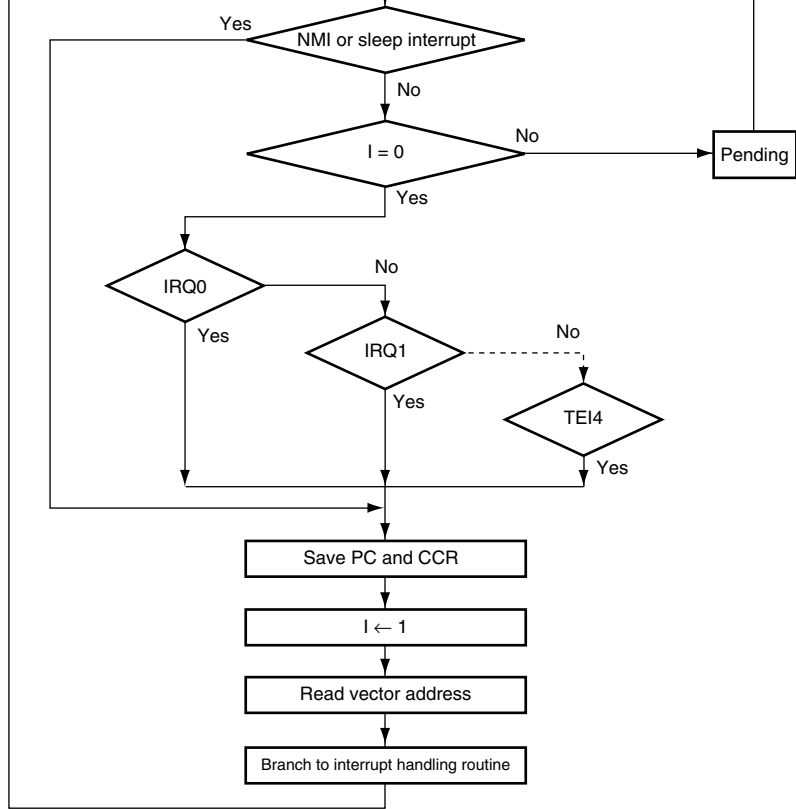 Yes
NMI or sleep interrupt
No
I = 0
No
Pending
Yes
IRQ0
No
Yes
IRQ1
No
Yes
TEI4
Yes
Save PC and CCR
I ← 1
Read vector address
Branch to interrupt handling routine